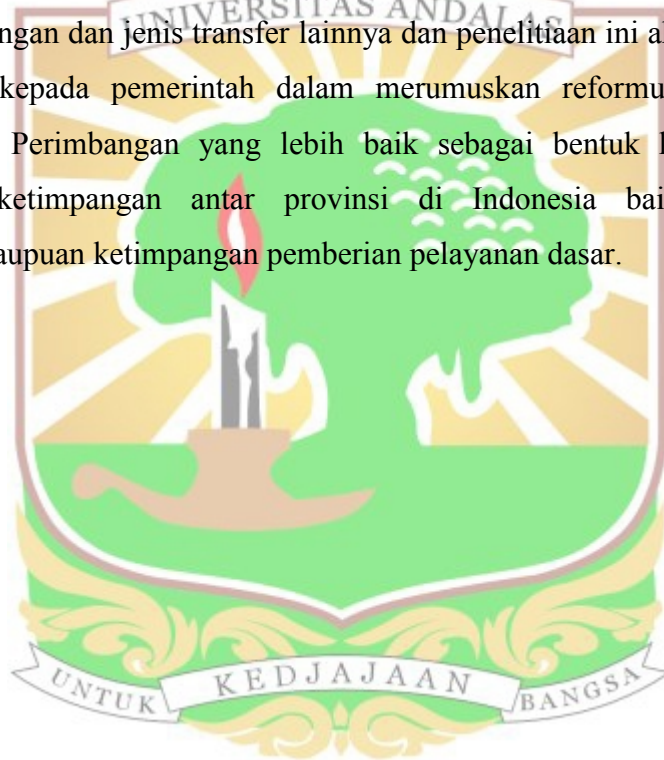 UNIVERSITAS ANDALAS
ngan dan jenis transfer lainnya dan penelitiaan ini a
kepada pemerintah dalam merumuskan reformu
Perimbangan yang lebih baik sebagai bentuk
ketimpangan antar provinsi di Indonesia bai
aupuan ketimpangan pemberian pelayanan dasar.
UNTUK KEDJAJAAN BANGSA